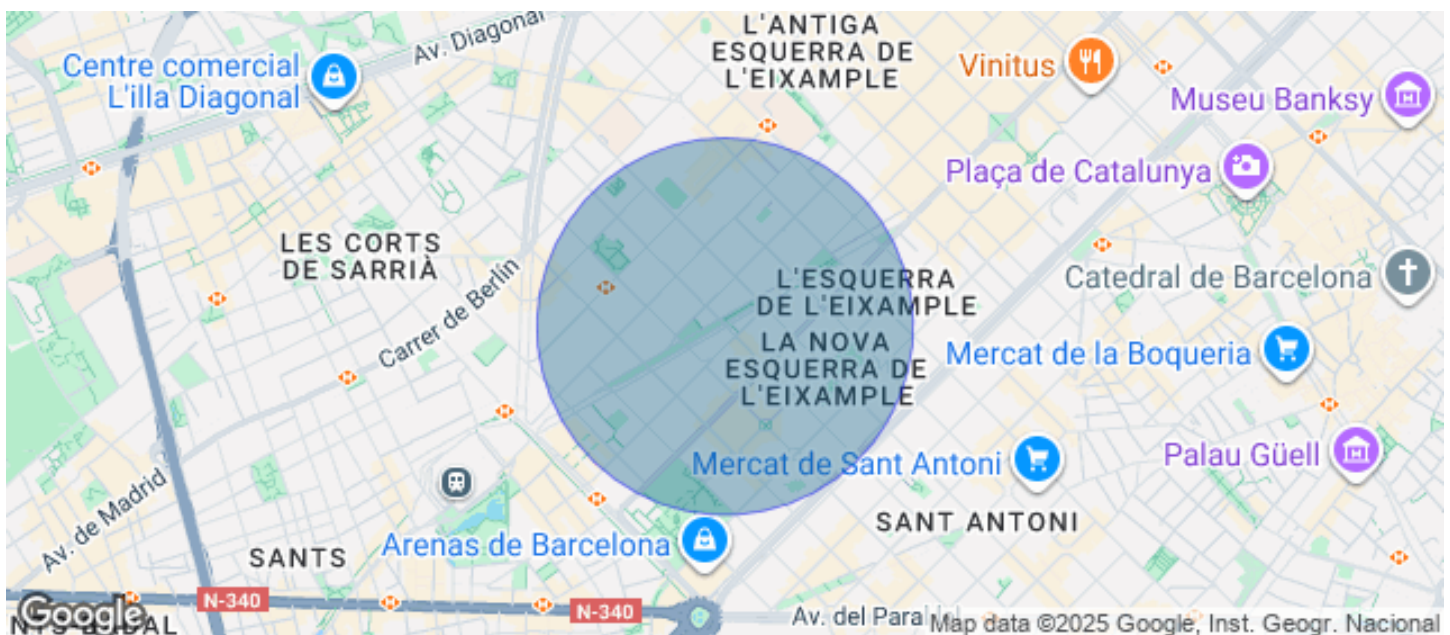 L'ANTIGA
ESQUERRA DE
L'EIXAMPLE
Av. Diagonal
Centre comercial
L'illa Diagonal
Vinitus
Museu Banksy
Plaça de Catalunya
LES CORTS
DE SARRIÀ
Carrer de Berlín
L'ESQUERRA
DE L'EIXAMPLE
Catedral de Barcelona
LA NOVA
ESQUERRA DE
L'EIXAMPLE
Mercat de la Boqueria
Mercat de Sant Antoni
Palau Güell
Av. de Madrid
SANT ANTONI
Arenas de Barcelona
SANTS
N-340
N-340
Google
Av. del Paral·lel
Map data ©2025 Google, Inst. Geogr. Nacional